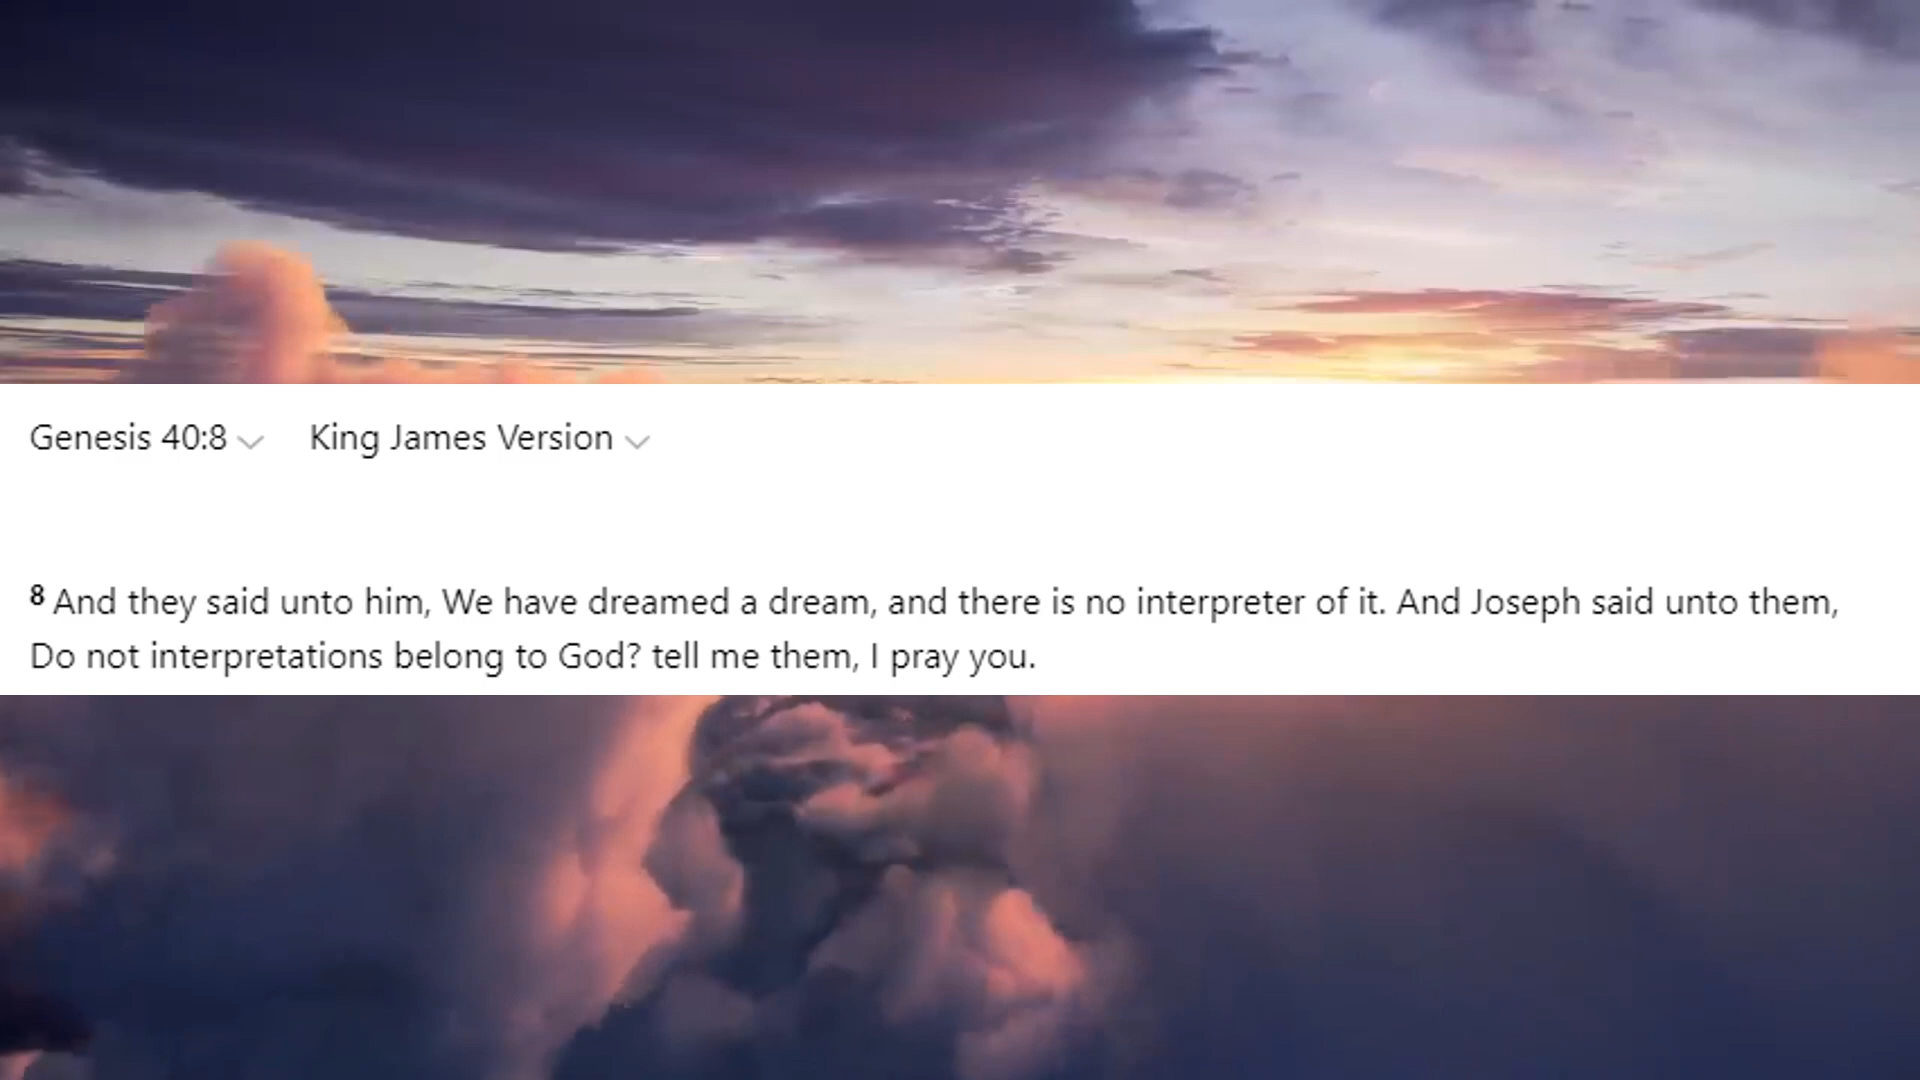 Genesis 40:8 King James Version
8 And they said unto him, We have dreamed a dream, and there is no interpreter of it. And Joseph said unto them,
Do not interpretations belong to God? tell me them, I pray you.